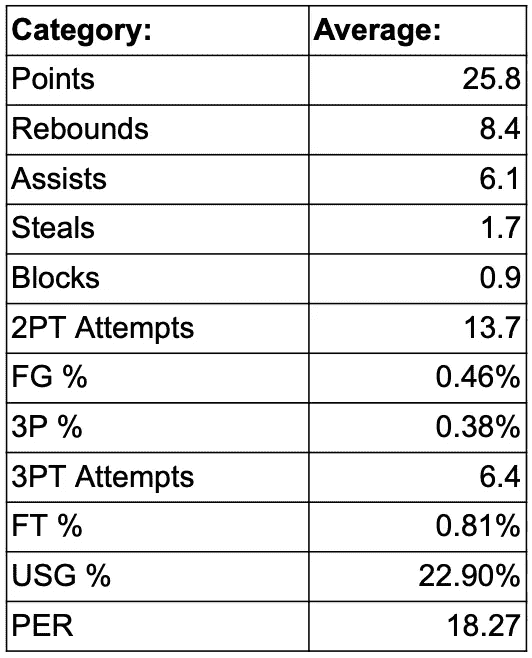 Category: Average:
Points 25.8
Rebounds 8.4
Assists 6.1
Steals 1.7
Blocks 0.9
2PT Attempts 13.7
FG % 0.46%
3P % 0.38%
3PT Attempts 6.4
FT % 0.81%
USG % 22.90%
PER 18.27